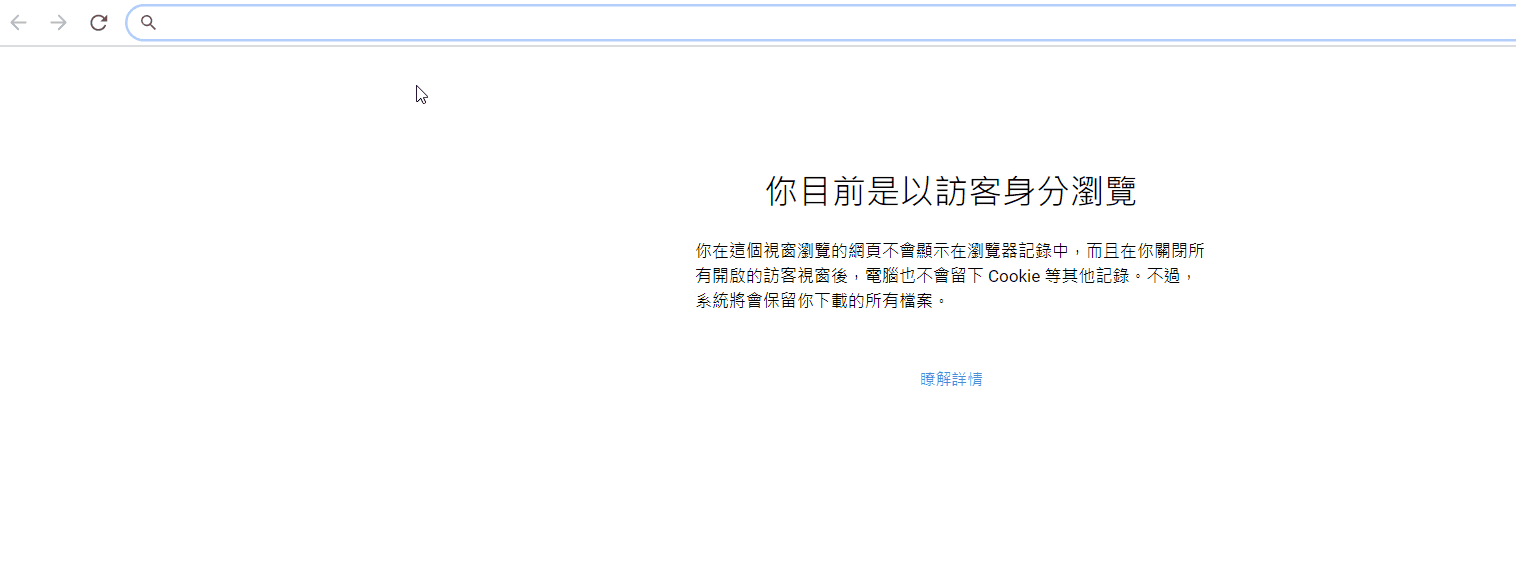 你目前是以訪客身分瀏覽
你在這個視窗瀏覽的網頁不會顯示在瀏覽器記錄中，而且在你關閉所
有開啟的訪客視窗後，電腦也不會留下 Cookie 等其他記錄。不過，
系統將會保留你下載的所有檔案。
瞭解詳情